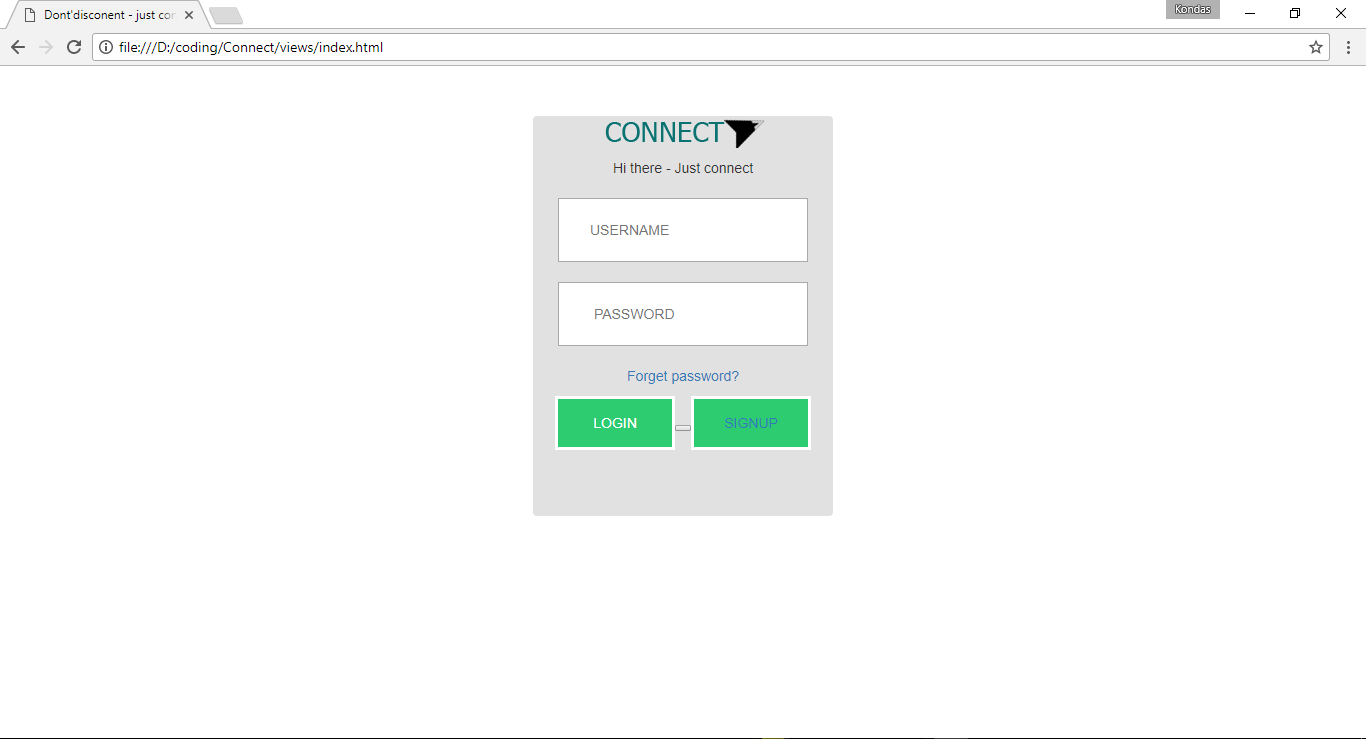 Dont'disconent - just cor
Kondas
file:///D:/coding/Connect/views/index.html
CONNECT
Hi there - Just connect
USERNAME
PASSWORD
Forget password?
LOGIN
SIGNUP